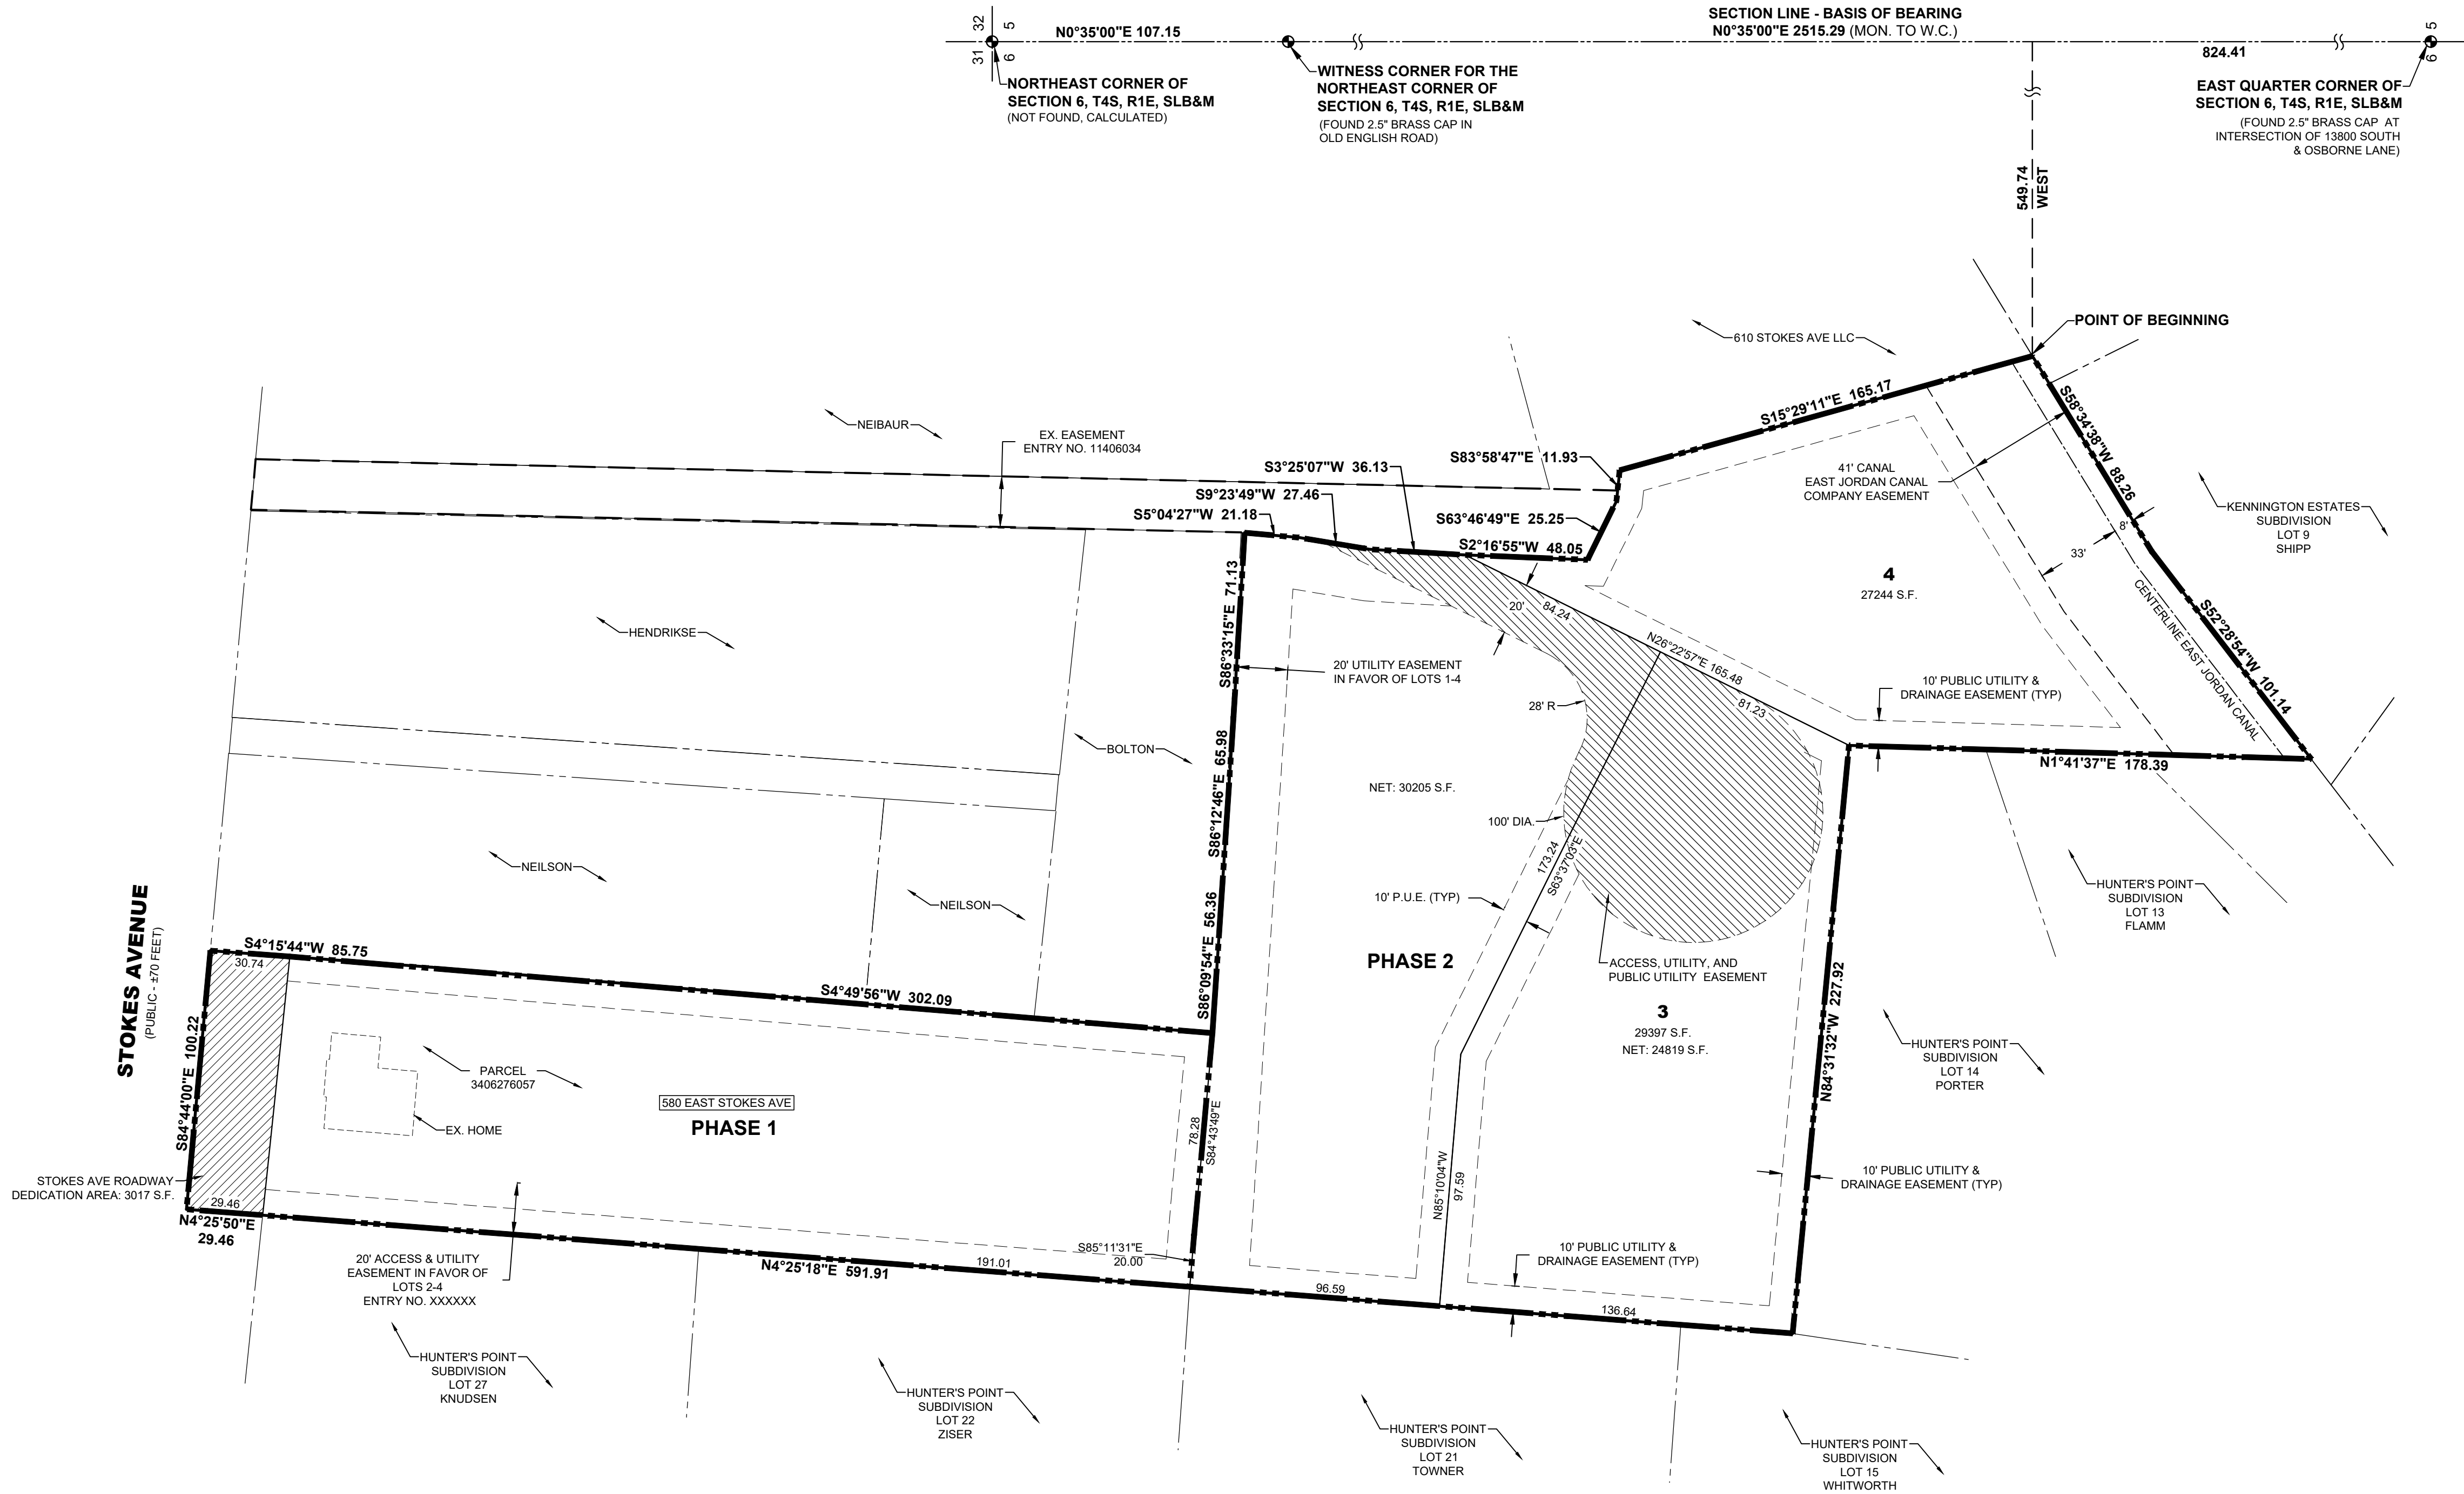 SECTION LINE - BASIS OF BEARING
N0°35'00"E 2515.29 (MON. TO W.C.)
32
5
31
6
N0°35'00"E 107.15
824.41
5
6
NORTHEAST CORNER OF
SECTION 6, T4S, R1E, SLB&M
(NOT FOUND, CALCULATED)
WITNESS CORNER FOR THE
NORTHEAST CORNER OF
SECTION 6, T4S, R1E, SLB&M
(FOUND 2.5" BRASS CAP IN
OLD ENGLISH ROAD)
EAST QUARTER CORNER OF
SECTION 6, T4S, R1E, SLB&M
(FOUND 2.5" BRASS CAP AT
INTERSECTION OF 13800 SOUTH
& OSBORNE LANE)
549.74
WEST
POINT OF BEGINNING
610 STOKES AVE LLC
S15°29'11"E 165.17
S58°34'38"W 88.26
NEIBAUR
EX. EASEMENT
ENTRY NO. 11406034
S83°58'47"E 11.93
S3°25'07"W 36.13
S9°23'49"W 27.46
S5°04'27"W 21.18
S63°46'49"E 25.25
S2°16'55"W 48.05
41' CANAL
EAST JORDAN CANAL
COMPANY EASEMENT
KENNINGTON ESTATES
SUBDIVISION
LOT 9
SHIPP
8'
33'
4
27244 S.F.
CENTERLINE EAST JORDAN CANAL
S52°28'54"W 101.14
S86°33'15"E 71.13
20'
84.24
N26°22'57"E 165.48
81.23
HENDRIKSE
20' UTILITY EASEMENT
IN FAVOR OF LOTS 1-4
28' R
10' PUBLIC UTILITY &
DRAINAGE EASEMENT (TYP)
BOLTON
S86°12'46"E 65.98
NET: 30205 S.F.
100' DIA.
N1°41'37"E 178.39
NEILSON
NEILSON
173.24
S63°37'03"E
10' P.U.E. (TYP)
HUNTER'S POINT
SUBDIVISION
LOT 13
FLAMM
STOKES AVENUE
(PUBLIC - ±70 FEET)
S4°15'44"W 85.75
30.74
S4°49'56"W 302.09
S86°09'54"E 56.36
PHASE 2
ACCESS, UTILITY, AND
PUBLIC UTILITY EASEMENT
3
29397 S.F.
NET: 24819 S.F.
N84°31'32"W 227.92
S84°44'00"E 100.22
PARCEL
3406276057
580 EAST STOKES AVE
PHASE 1
EX. HOME
78.28
S84°43'49"E
HUNTER'S POINT
SUBDIVISION
LOT 14
PORTER
N85°10'04"W
97.59
10' PUBLIC UTILITY &
DRAINAGE EASEMENT (TYP)
STOKES AVE ROADWAY
DEDICATION AREA: 3017 S.F.
29.46
N4°25'50"E
29.46
20' ACCESS & UTILITY
EASEMENT IN FAVOR OF
LOTS 2-4
ENTRY NO. XXXXXX
N4°25'18"E 591.91
191.01
S85°11'31"E
20.00
10' PUBLIC UTILITY &
DRAINAGE EASEMENT (TYP)
96.59
136.64
HUNTER'S POINT
SUBDIVISION
LOT 27
KNUDSEN
HUNTER'S POINT
SUBDIVISION
LOT 22
ZISER
HUNTER'S POINT
SUBDIVISION
LOT 21
TOWNER
HUNTER'S POINT
SUBDIVISION
LOT 15
WHITWORTH